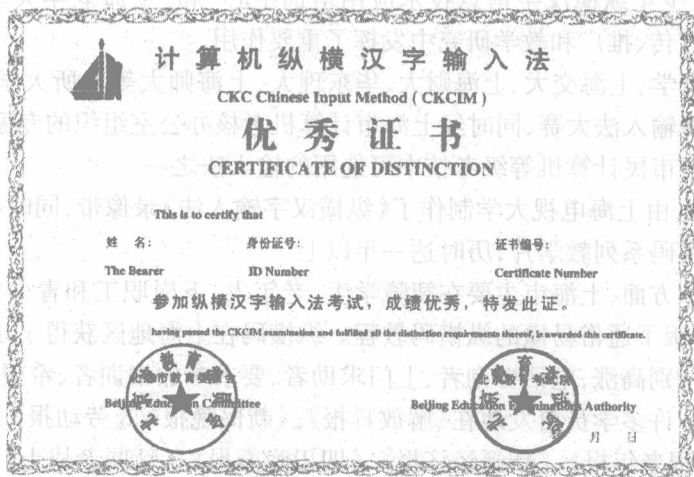 计算机纵横汉字输入法
CKC Chinese Input Method ( CKCIM )
优秀证书
CERTIFICATE OF DISTINCTION
This is to certify that
姓 名: 身份证号: 证书编号:
The Bearer ID Number Certificate Number
参加纵横汉字输入法考试，成绩优秀，特发此证。
having passed the CKCIM Examination and fulfilled all the distinction requirements thereof, is awarded this certificate.
Beijing Education Committee Beijing Education Examinations Authority
月 日